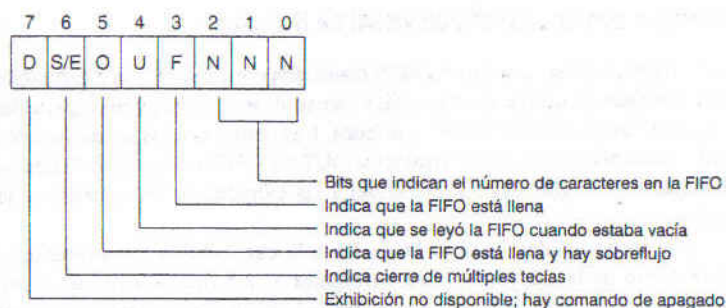 7 6 5 4 3 2 1 0
D S/E O U F N N N
Bits que indican el número de caracteres en la FIFO
Indica que la FIFO está llena
Indica que se leyó la FIFO cuando estaba vacía
Indica que la FIFO está llena y hay sobreflujo
Indica cierre de múltiples teclas
Exhibición no disponible; hay comando de apagado